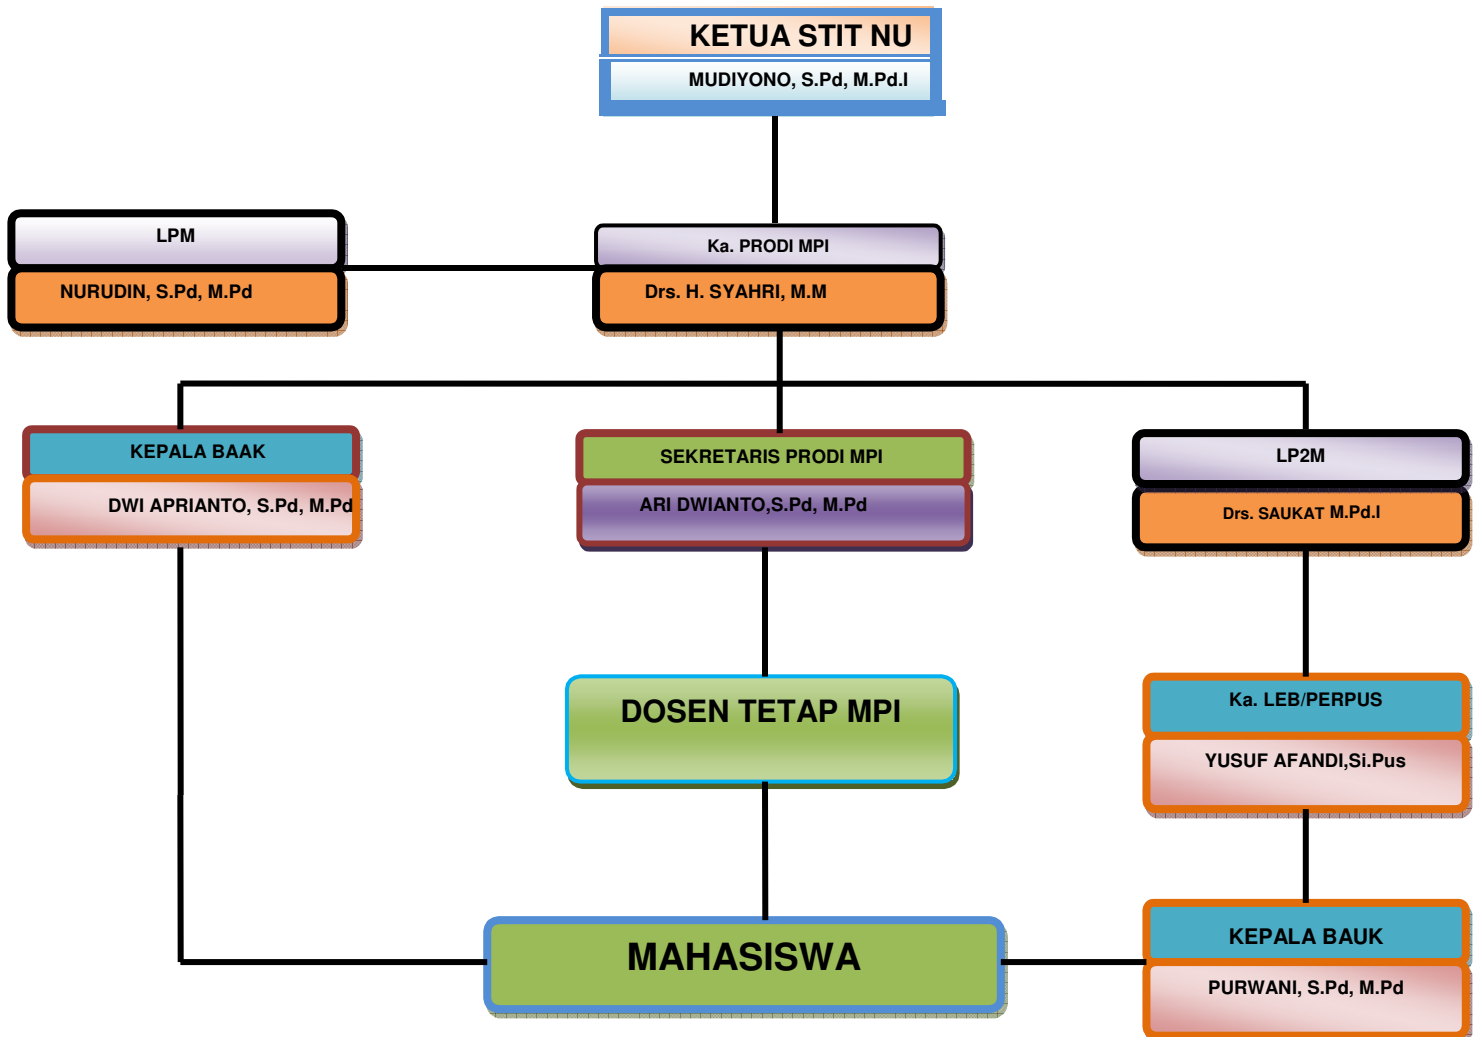 KETUA STIT NU
MUDIYONO, S.Pd, M.Pd.I
LPM
NURUDIN, S.Pd, M.Pd
Ka. PRODI MPI
Drs. H. SYAHRI, M.M
KEPALA BAAK
DWI APRIANTO, S.Pd, M.Pd
SEKRETARIS PRODI MPI
ARI DWIANTO,S.Pd, M.Pd
LP2M
Drs. SAUKAT M.Pd.I
DOSEN TETAP MPI
Ka. LEB/PERPUS
YUSUF AFANDI,Si.Pus
MAHASISWA
KEPALA BAUK
PURWANI, S.Pd, M.Pd